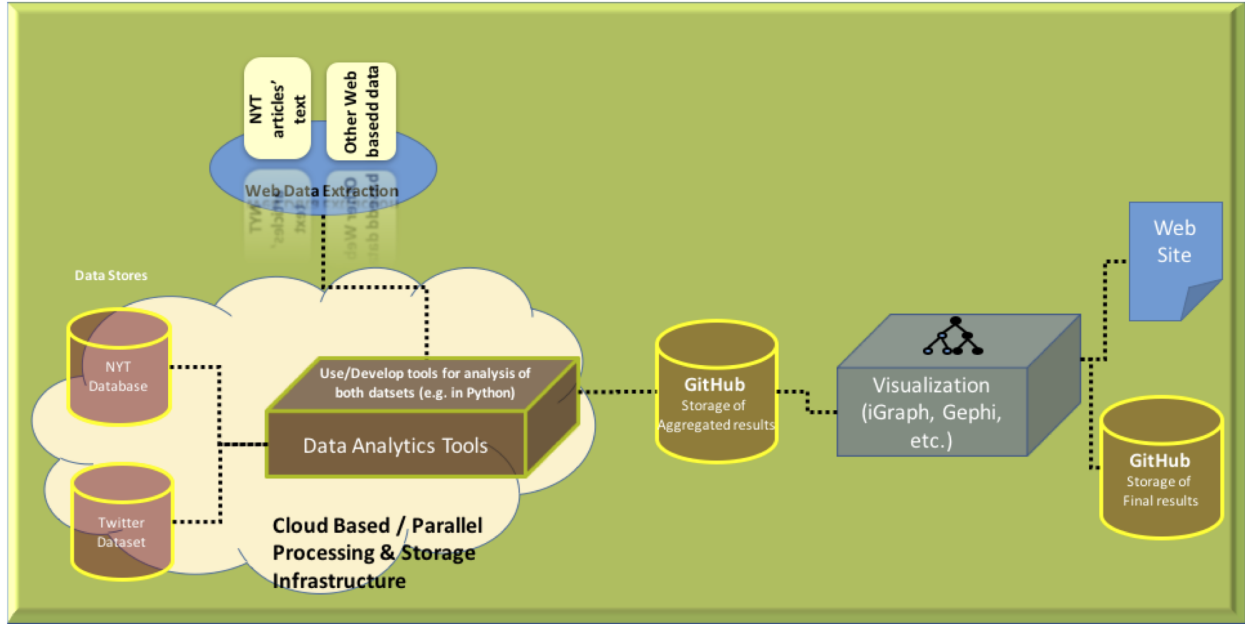 NYT
articles'
text
Other Web
basedd data
Web Data Extraction
Data Stores
NYT
Database
Twitter
Dataset
Use/Develop tools for analysis of
both datsets (e.g. in Python)
Data Analytics Tools
Cloud Based / Parallel
Processing & Storage
Infrastructure
GitHub
Storage of
Aggregated results
Visualization
(iGraph, Gephi,
etc.)
Web
Site
GitHub
Storage of
Final results